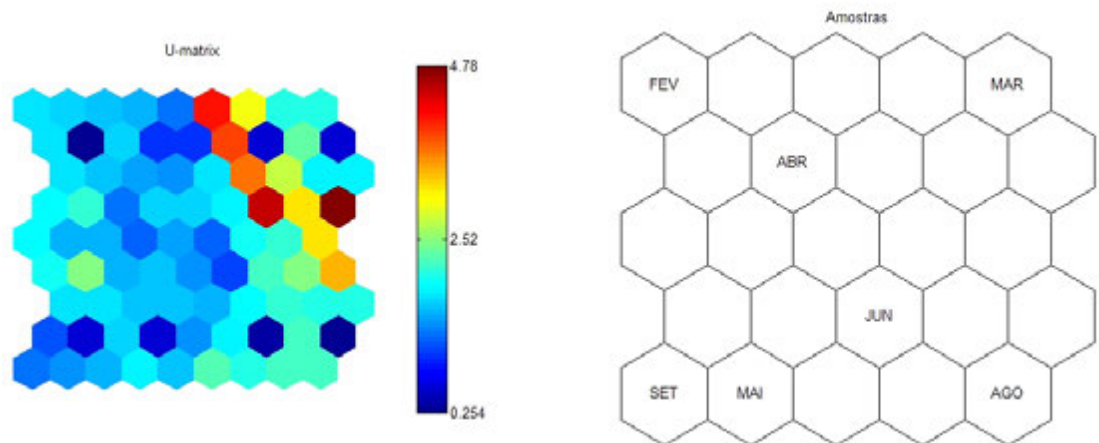 U-matrix
4.78
2.52
0.254
Amostras
FEV
MAR
ABR
JUN
SET
MAI
AGO